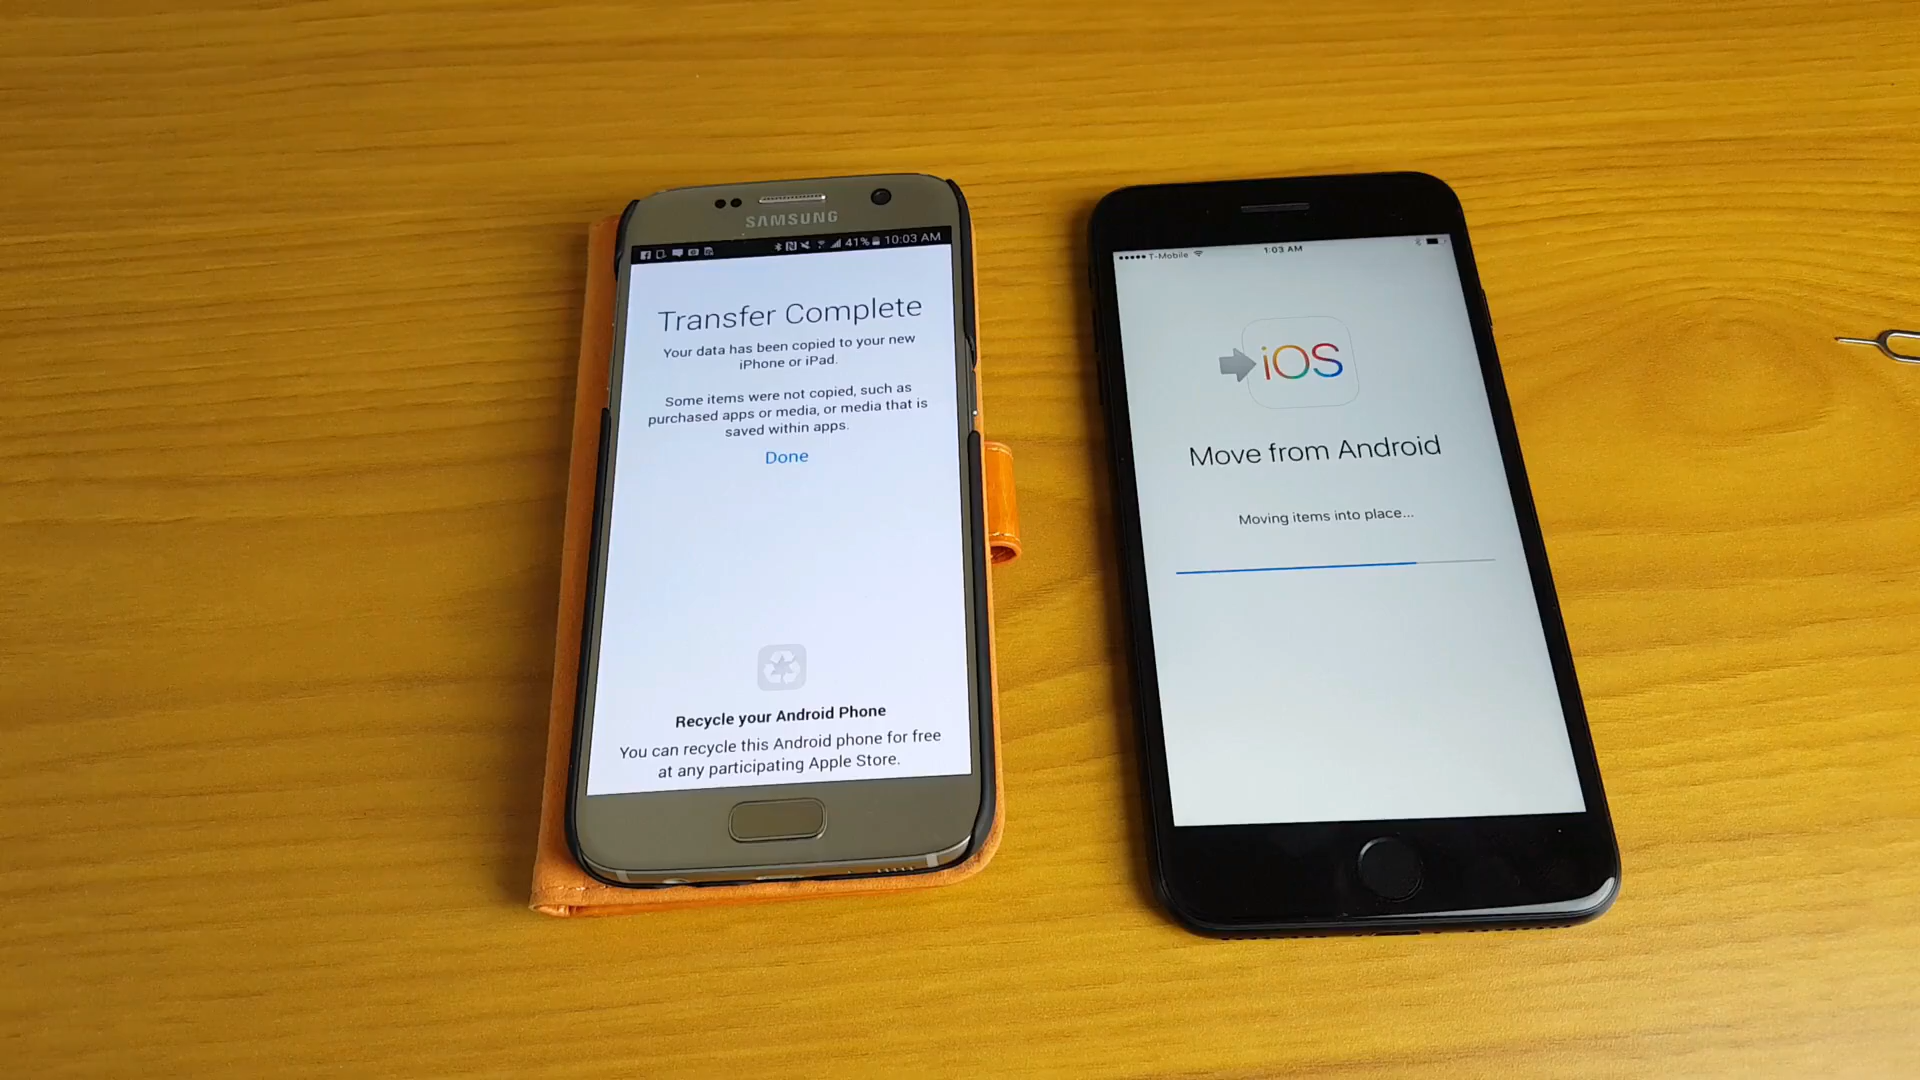 SAMSUNG
41% 10:03 AM
Transfer Complete
Your data has been copied to your new
iPhone or iPad.
Some items were not copied, such as
purchased apps or media, or media that is
saved within apps.
Done
Recycle your Android Phone
You can recycle this Android phone for free
at any participating Apple Store.
T-Mobile 1:03 AM
iOS
Move from Android
Moving items into place...